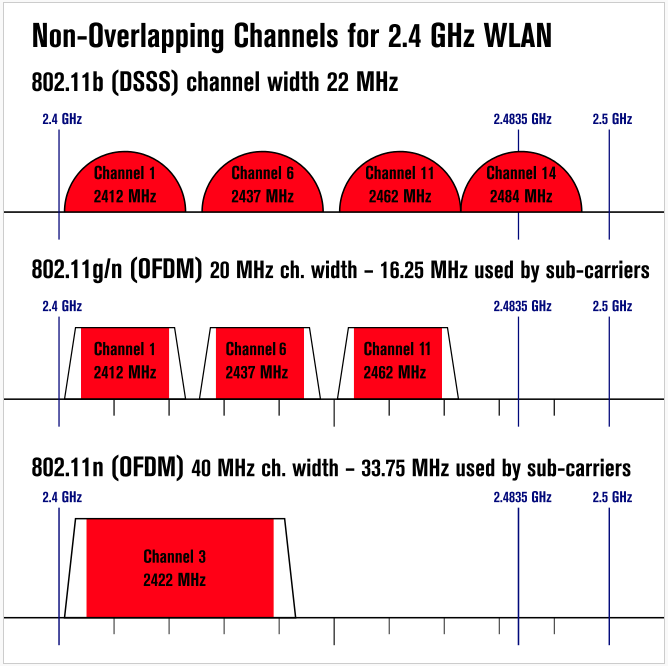 Non-Overlapping Channels for 2.4 GHz WLAN
802.11b (DSSS) channel width 22 MHz
2.4 GHz 2.4835 GHz 2.5 GHz
Channel 1 Channel 6 Channel 11 Channel 14
2412 MHz 2437 MHz 2462 MHz 2484 MHz
802.11g/n (OFDM) 20 MHz ch. width – 16.25 MHz used by sub-carriers
2.4 GHz 2.4835 GHz 2.5 GHz
Channel 1 Channel 6 Channel 11
2412 MHz 2437 MHz 2462 MHz
802.11n (OFDM) 40 MHz ch. width – 33.75 MHz used by sub-carriers
2.4 GHz 2.4835 GHz 2.5 GHz
Channel 3
2422 MHz